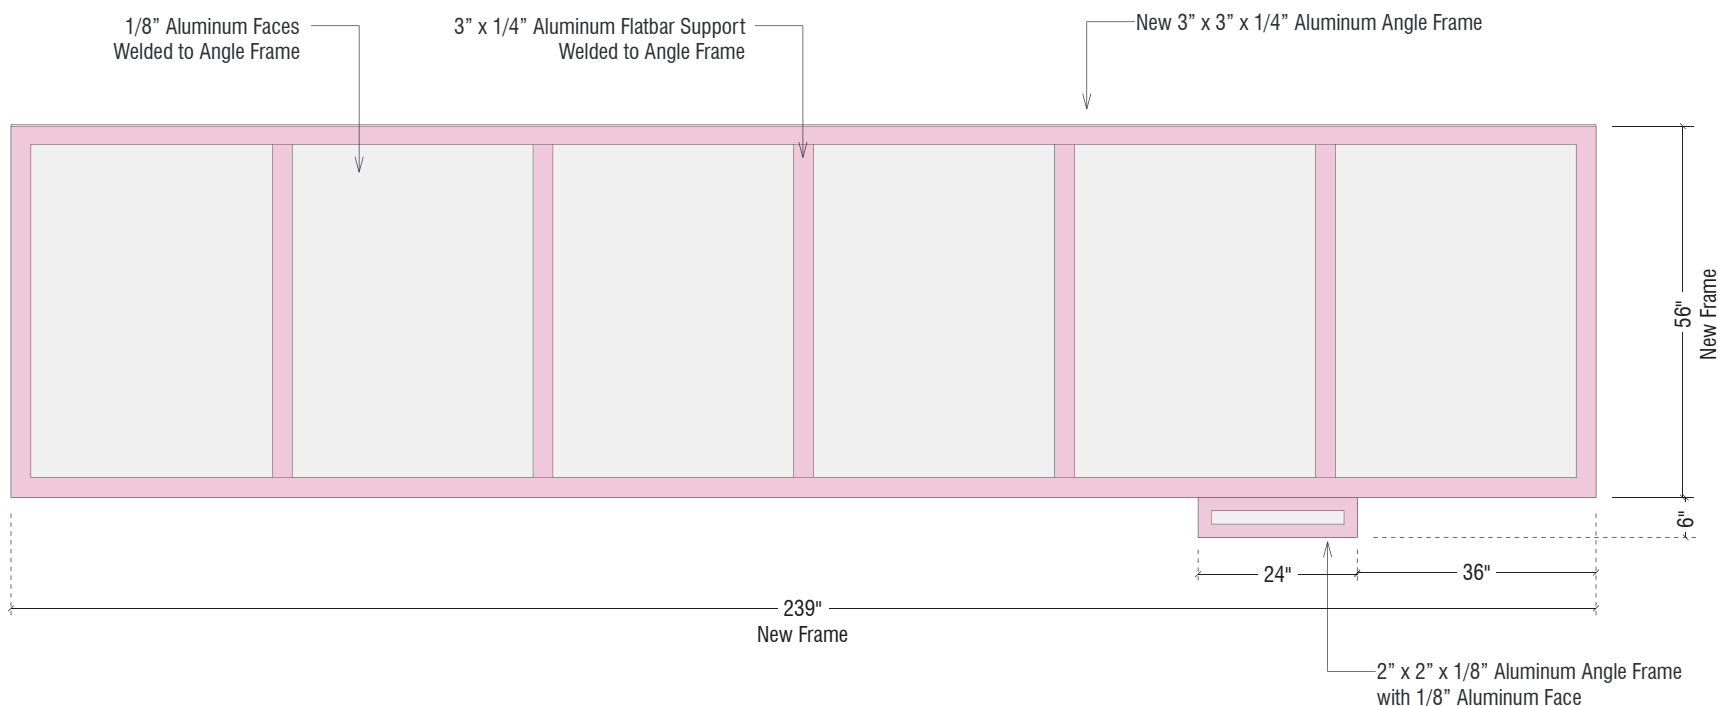 1/8” Aluminum Faces
Welded to Angle Frame
3” x 1/4” Aluminum Flatbar Support
Welded to Angle Frame
New 3” x 3” x 1/4” Aluminum Angle Frame
56"
New Frame
6"
24"
36"
239"
New Frame
2” x 2” x 1/8” Aluminum Angle Frame
with 1/8” Aluminum Face